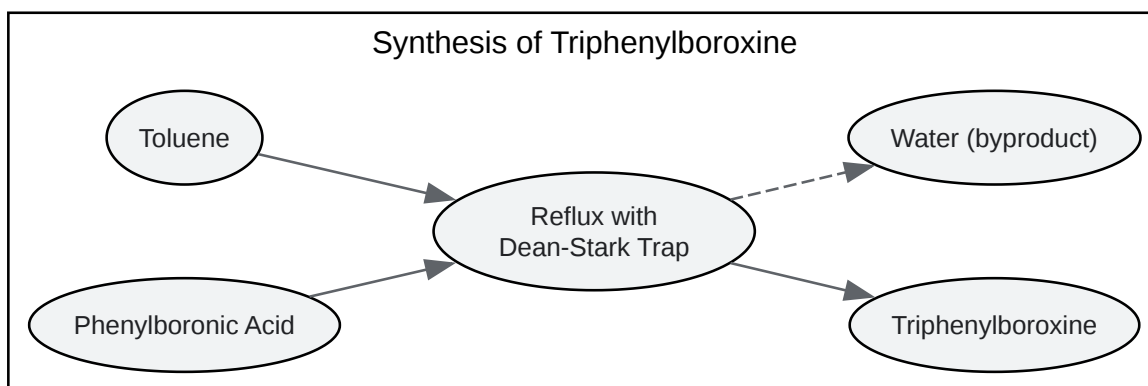 Synthesis of Triphenylboroxine
Toluene
Water (byproduct)
Reflux with
Dean-Stark Trap
Phenylboronic Acid
Triphenylboroxine